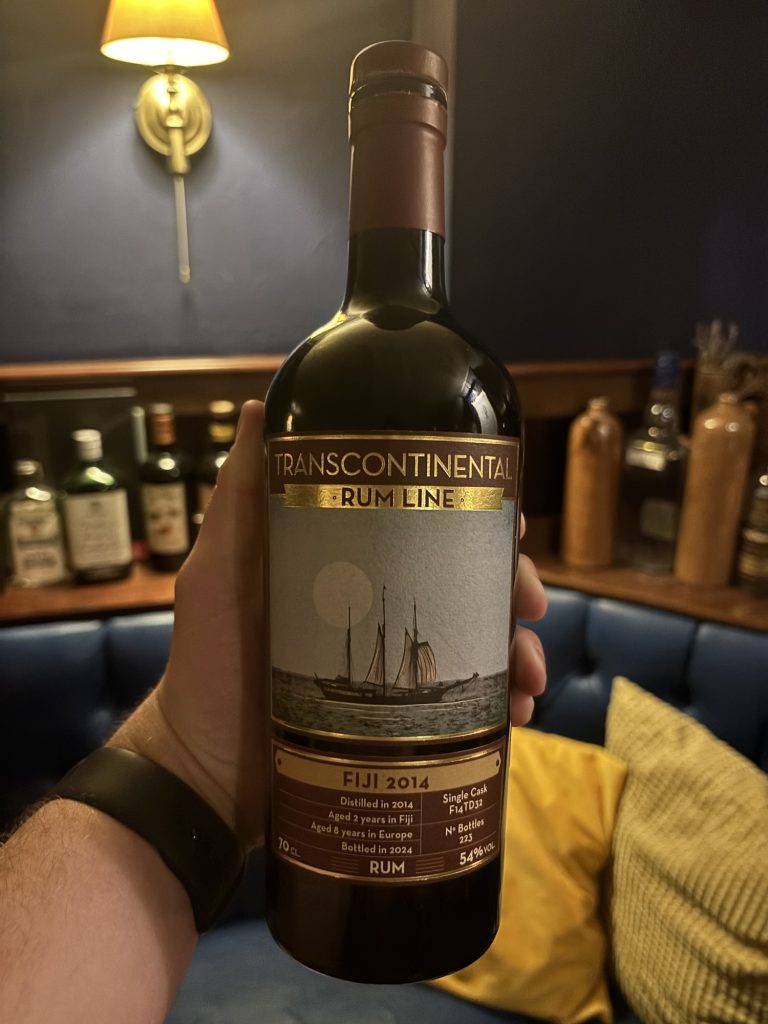 TRANSCONTINENTAL
RUM LINE
FIJI 2014
Distilled in 2014
Aged 2 years in Fiji
Aged 8 years in Europe
Bottled in 2024
Single Cask
F14TD32
Nº Bottles
223
70 CL
RUM
54% VOL